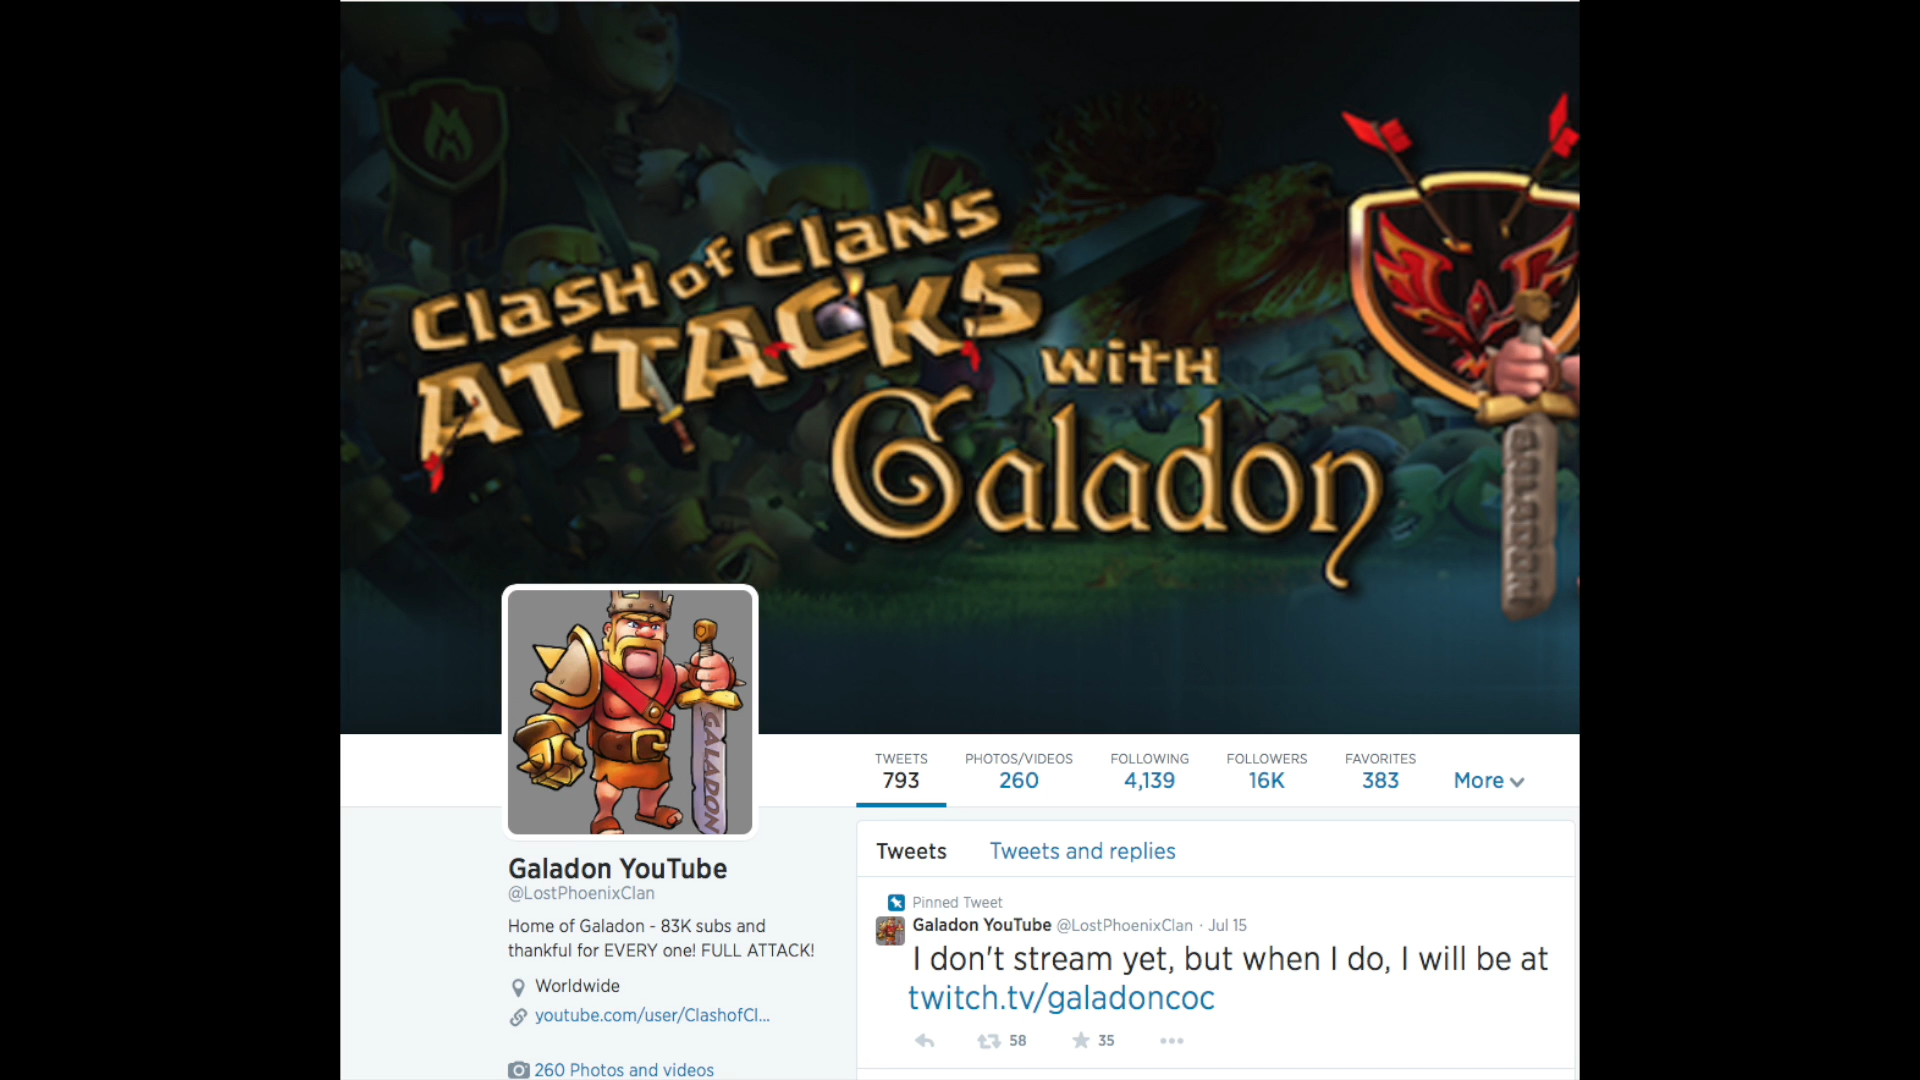 Clash of Clans
ATTACKS
with
Galadon
GALADON
GALADON
TWEETS
793
PHOTOS/VIDEOS
260
FOLLOWING
4,139
FOLLOWERS
16K
FAVORITES
383
More
Galadon YouTube
@LostPhoenixClan
Home of Galadon - 83K subs and
thankful for EVERY one! FULL ATTACK!
Worldwide
youtube.com/user/ClashofCl...
260 Photos and videos
Tweets Tweets and replies
Pinned Tweet
Galadon YouTube @LostPhoenixClan · Jul 15
I don't stream yet, but when I do, I will be at
twitch.tv/galadoncoc
58 35